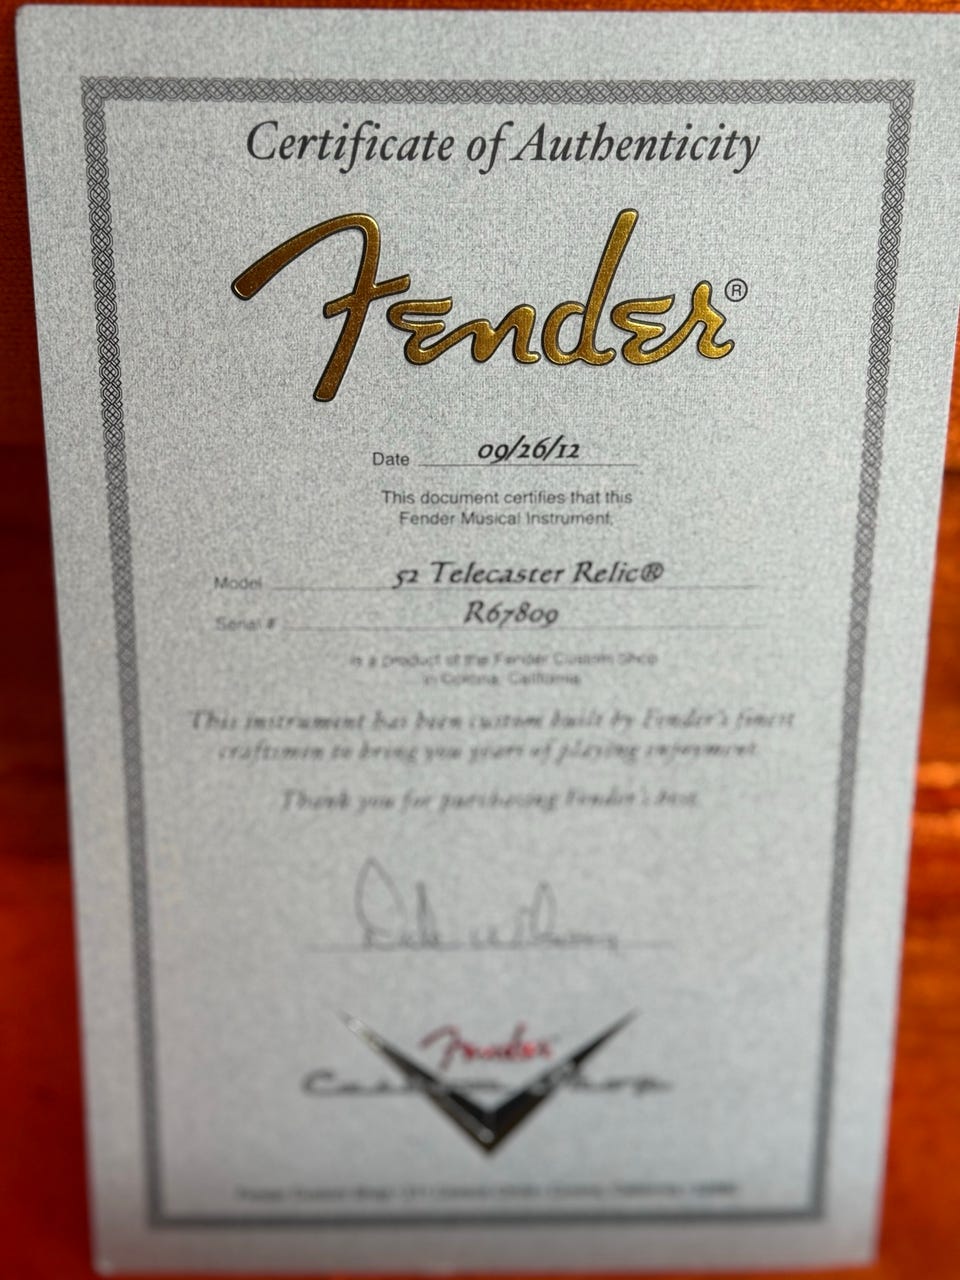 Certificate of Authenticity
Fender®
Date 09/26/12
This document certifies that this
Fender Musical Instrument,
Model 52 Telecaster Relic®
Serial # R67809
is a product of the Fender Custom Shop
in Corona, California
This instrument has been custom built by Fender's finest
craftsmen to bring you years of playing enjoyment.
Thank you for purchasing Fender's best.
Fender
Custom Shop